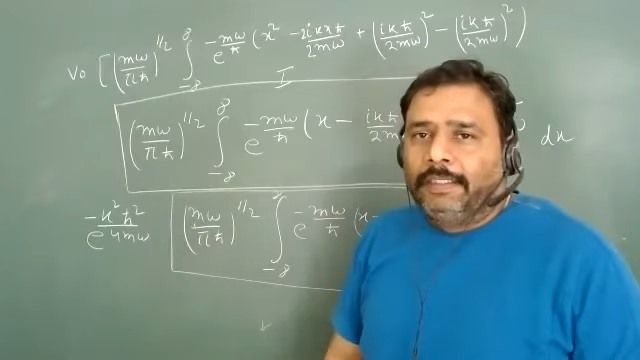 V₀ [(mω/πħ)^1/2 ∫_-∞^∞ e^-mω/ħ (x² - 2ikxħ/2mω + (ikħ/2mω)² - (ikħ/2mω)²)
I
(mω/πħ)^1/2 ∫_-∞^∞ e^-mω/ħ (x - ikħ/2m dx
e^-k²ħ²/4mω (mω/πħ)^1/2 ∫_-∞ e^-mω/ħ (x-